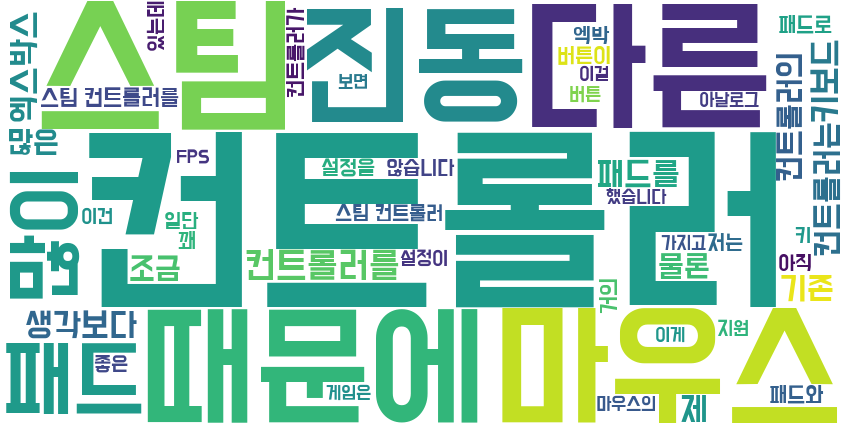 스팀
진동
다른
컨트롤러
때문에
마우스
패드
이런
함
많은
엑스박스
있는데
컨트롤러가
스팀 컨트롤러를
보면
엑박
버튼이
이걸
버튼
아날로그
패드로
컨트롤러의
키보드
컨트롤러는
FPS
설정을
않습니다
패드를
했습니다
스팀 컨트롤러
이건
일단
꽤
조금
컨트롤러를
설정이
가지고
저는
물론
키
아직
기존
거의
생각보다
좋은
게임은
이게
지원
마우스의
제
패드와